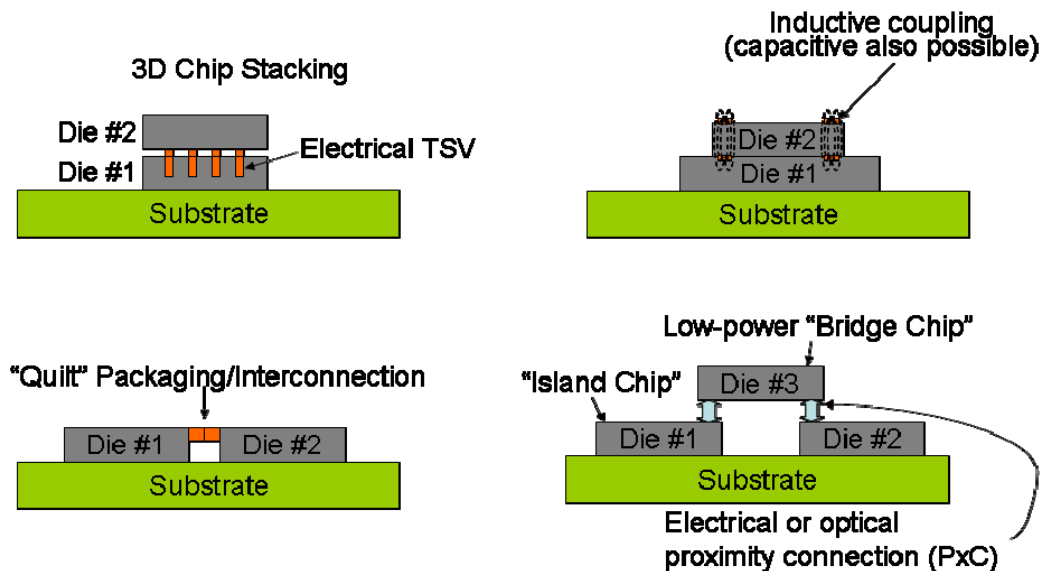 3D Chip Stacking
Die #2
Die #1
Electrical TSV
Substrate
Inductive coupling
(capacitive also possible)
Die #2
Die #1
Substrate
"Quilt" Packaging/Interconnection
Die #1
Die #2
Substrate
Low-power “Bridge Chip”
“Island Chip”
Die #3
Die #1
Die #2
Substrate
Electrical or optical
proximity connection (PxC)